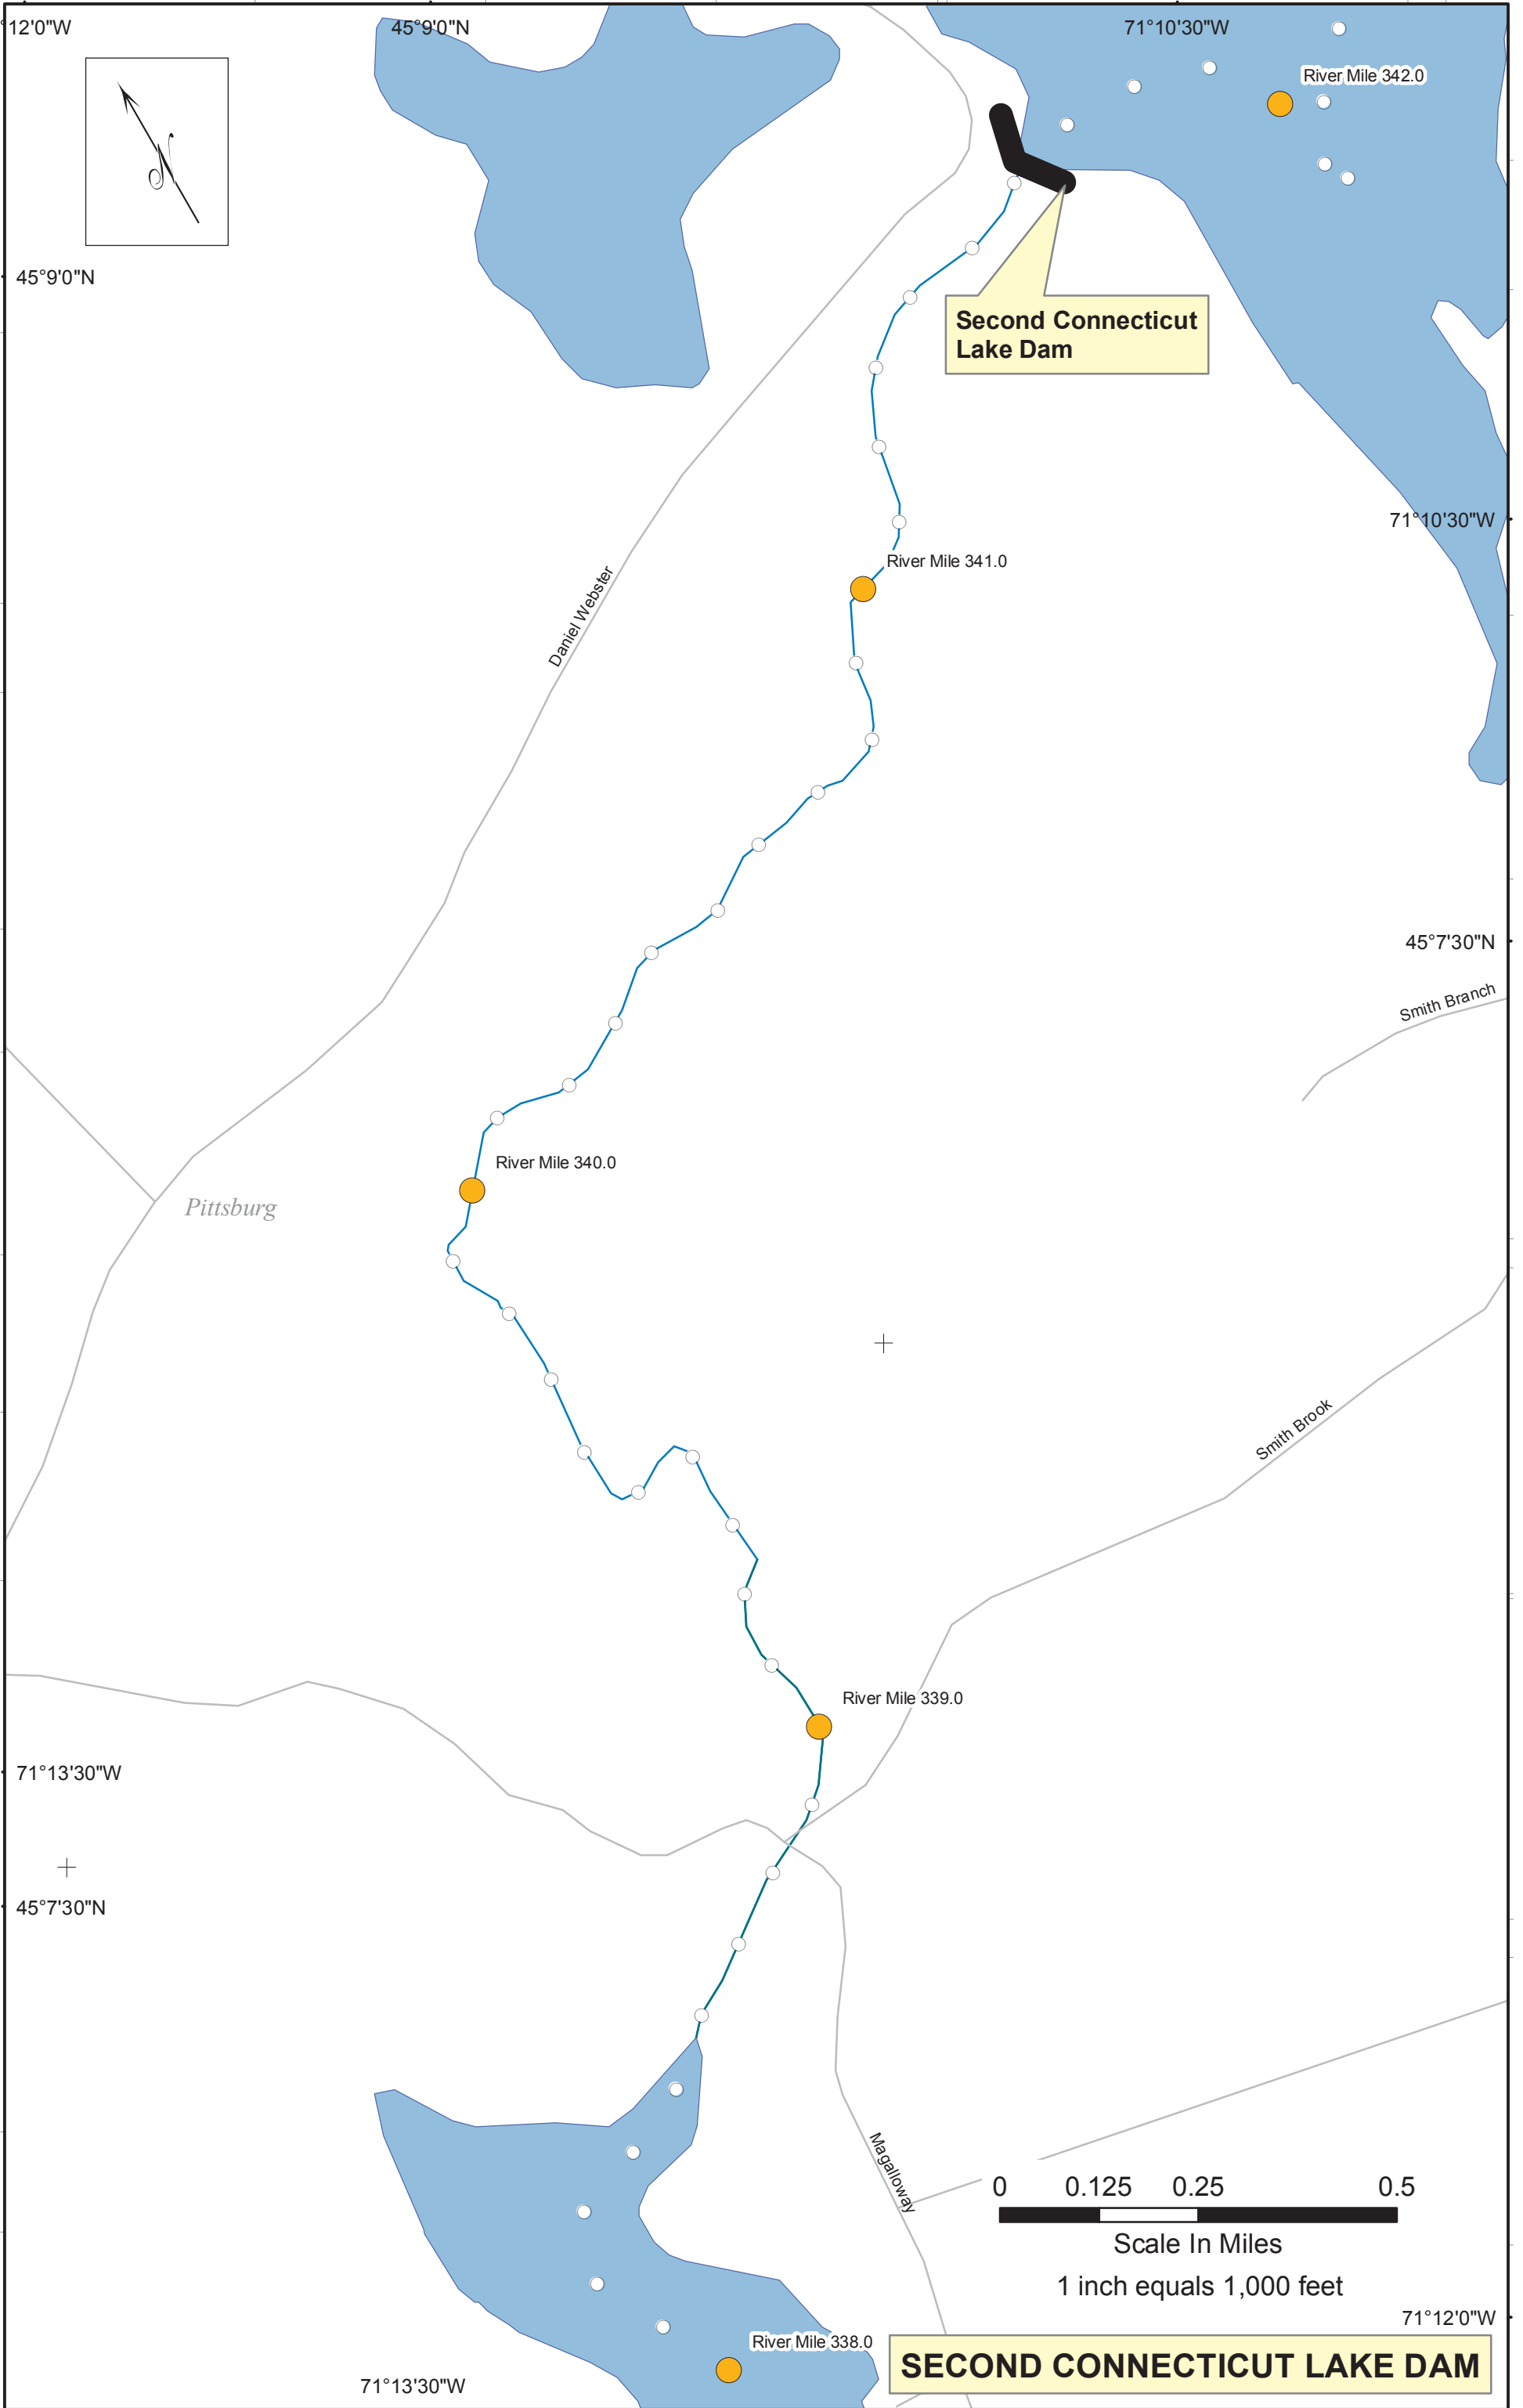 °12'0"W
45°9'0"N
71°10'30"W
River Mile 342.0
N
45°9'0"N
Second Connecticut
Lake Dam
71°10'30"W
River Mile 341.0
Daniel Webster
45°7'30"N
Smith Branch
River Mile 340.0
Pittsburg
Smith Brook
River Mile 339.0
71°13'30"W
45°7'30"N
Magalloway
0 0.125 0.25 0.5
Scale In Miles
1 inch equals 1,000 feet
71°12'0"W
River Mile 338.0
SECOND CONNECTICUT LAKE DAM
71°13'30"W